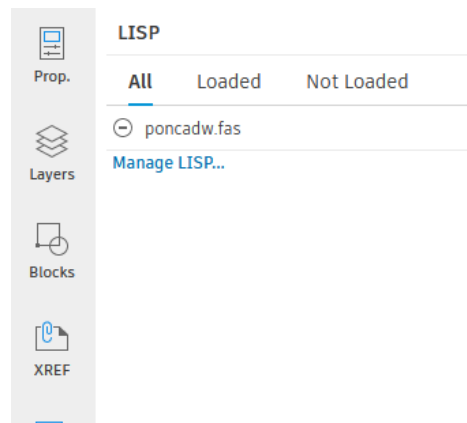 LISP
Prop.
All Loaded Not Loaded
poncadw.fas
Manage LISP...
Layers
Blocks
XREF